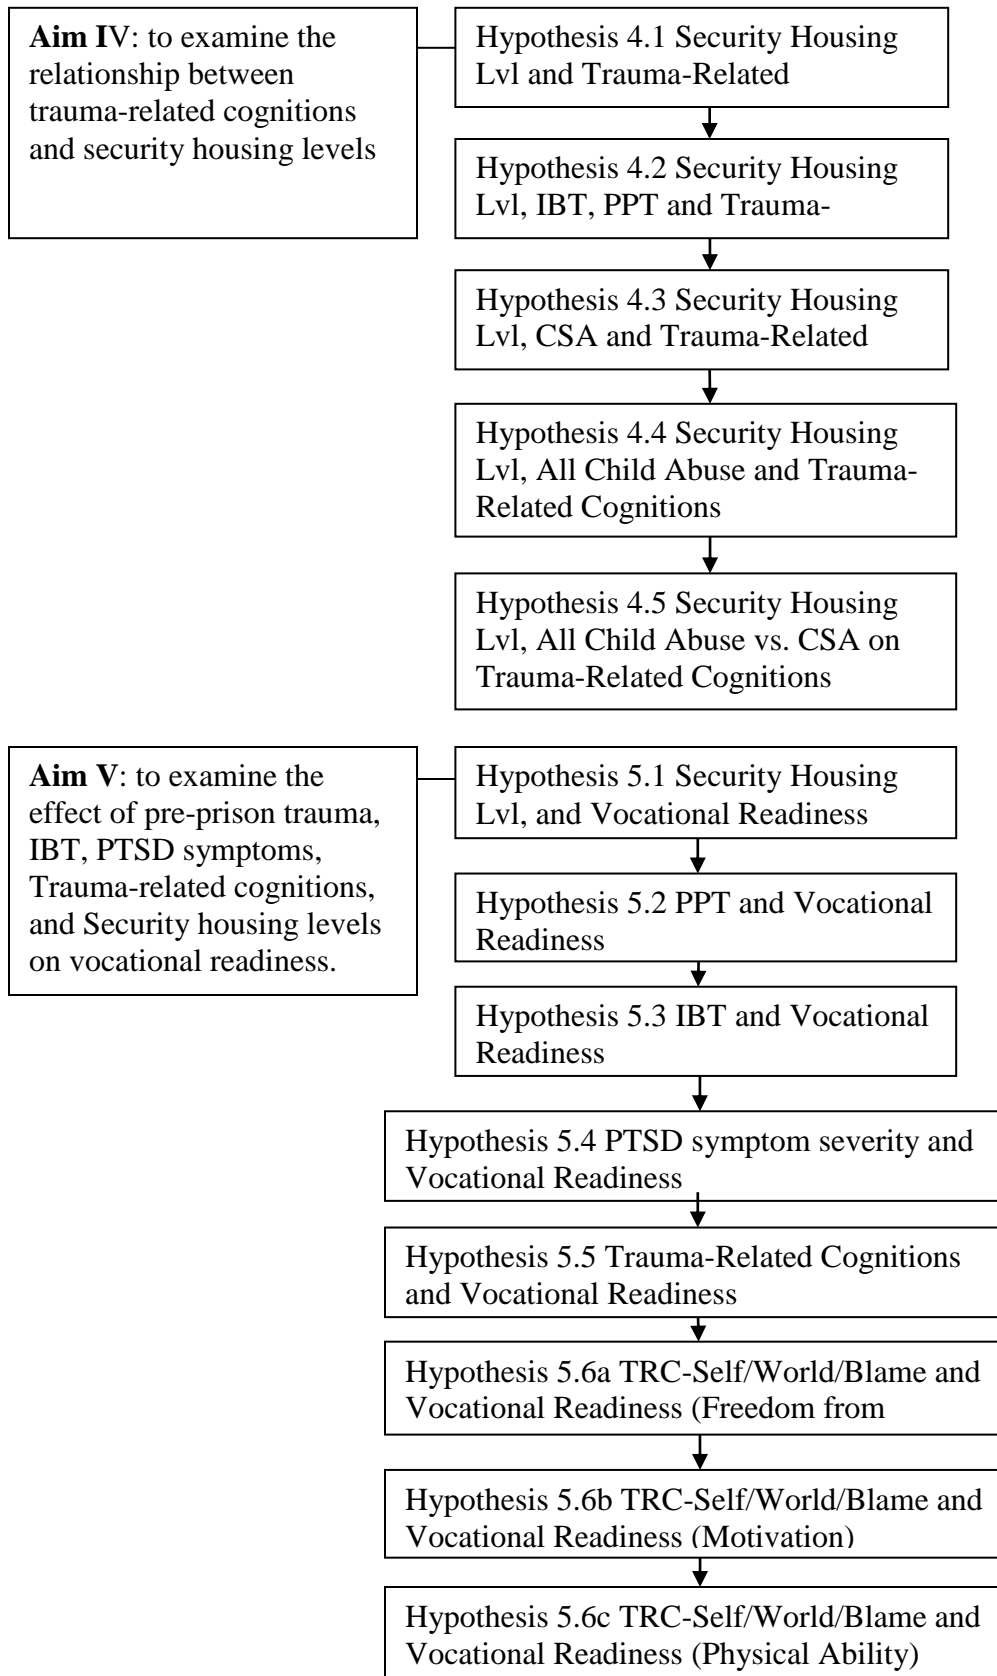 Aim IV: to examine the
relationship between
trauma-related cognitions
and security housing levels
Hypothesis 4.1 Security Housing
Lvl and Trauma-Related
Hypothesis 4.2 Security Housing
Lvl, IBT, PPT and Trauma-
Hypothesis 4.3 Security Housing
Lvl, CSA and Trauma-Related
Hypothesis 4.4 Security Housing
Lvl, All Child Abuse and Trauma-
Related Cognitions
Hypothesis 4.5 Security Housing
Lvl, All Child Abuse vs. CSA on
Trauma-Related Cognitions
Aim V: to examine the
effect of pre-prison trauma,
IBT, PTSD symptoms,
Trauma-related cognitions,
and Security housing levels
on vocational readiness.
Hypothesis 5.1 Security Housing
Lvl, and Vocational Readiness
Hypothesis 5.2 PPT and Vocational
Readiness
Hypothesis 5.3 IBT and Vocational
Readiness
Hypothesis 5.4 PTSD symptom severity and
Vocational Readiness
Hypothesis 5.5 Trauma-Related Cognitions
and Vocational Readiness
Hypothesis 5.6a TRC-Self/World/Blame and
Vocational Readiness (Freedom from
Hypothesis 5.6b TRC-Self/World/Blame and
Vocational Readiness (Motivation)
Hypothesis 5.6c TRC-Self/World/Blame and
Vocational Readiness (Physical Ability)